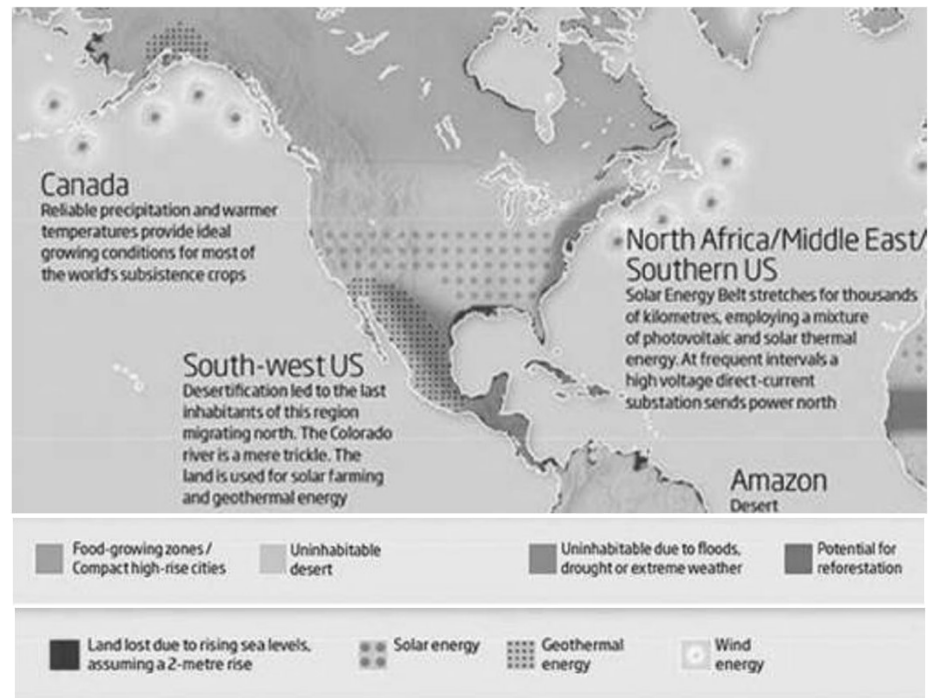 Canada
Reliable precipitation and warmer
temperatures provide ideal
growing conditions for most of
the world's subsistence crops
North Africa/Middle East/
Southern US
Solar Energy Belt stretches for thousands
of kilometres, employing a mixture
of photovoltaic and solar thermal
energy. At frequent intervals a
high voltage direct-current
substation sends power north
South-west US
Desertification led to the last
inhabitants of this region
migrating north. The Colorado
river is a mere trickle. The
land is used for solar farming
and geothermal energy
Amazon
Desert
Food-growing zones /
Compact high-rise cities
Uninhabitable
desert
Uninhabitable due to floods,
drought or extreme weather
Potential for
reforestation
Land lost due to rising sea levels,
assuming a 2-metre rise
Solar energy
Geothermal
energy
Wind
energy